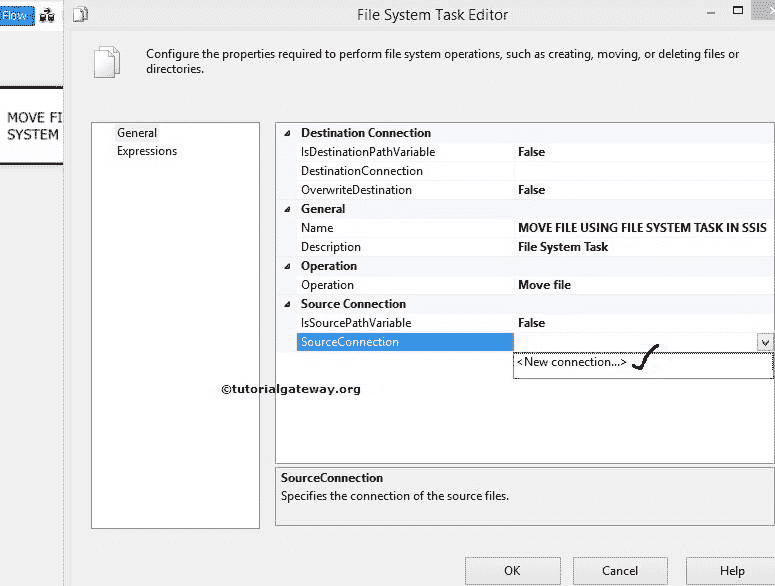 Flow
File System Task Editor
Configure the properties required to perform file system operations, such as creating, moving, or deleting files or
directories.
MOVE FI
SYSTEM
General
Expressions
Destination Connection
IsDestinationPathVariable False
DestinationConnection
OverwriteDestination False
General
Name MOVE FILE USING FILE SYSTEM TASK IN SSIS
Description File System Task
Operation
Operation Move file
Source Connection
IsSourcePathVariable False
SourceConnection
<New connection...>
©tutorialgateway.org
SourceConnection
Specifies the connection of the source files.
OK Cancel Help